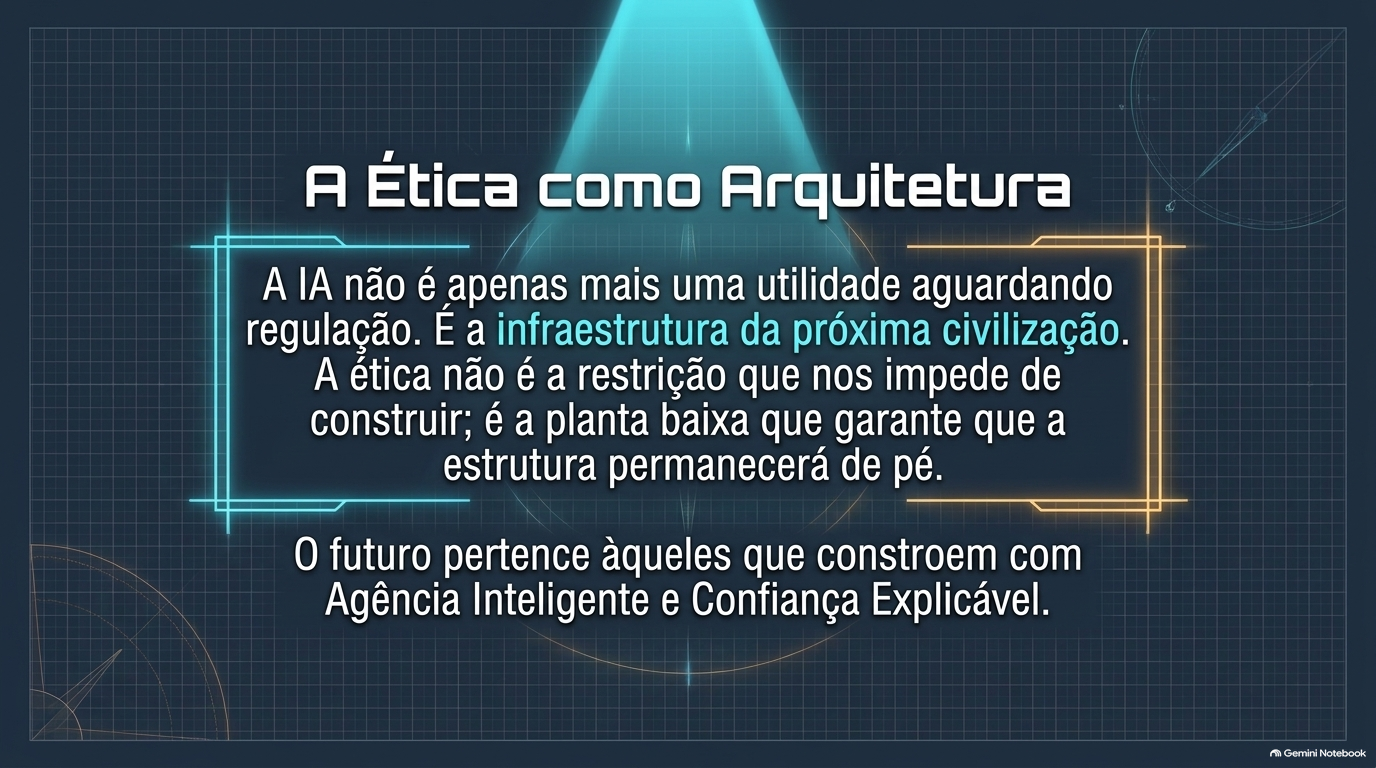 A Ética como Arquitetura
A IA não é apenas mais uma utilidade aguardando
regulação. É a infraestrutura da próxima civilização.
A ética não é a restrição que nos impede de
construir; é a planta baixa que garante que a
estrutura permanecerá de pé.
O futuro pertence àqueles que constroem com
Agência Inteligente e Confiança Explicável.
Gemini Notebook